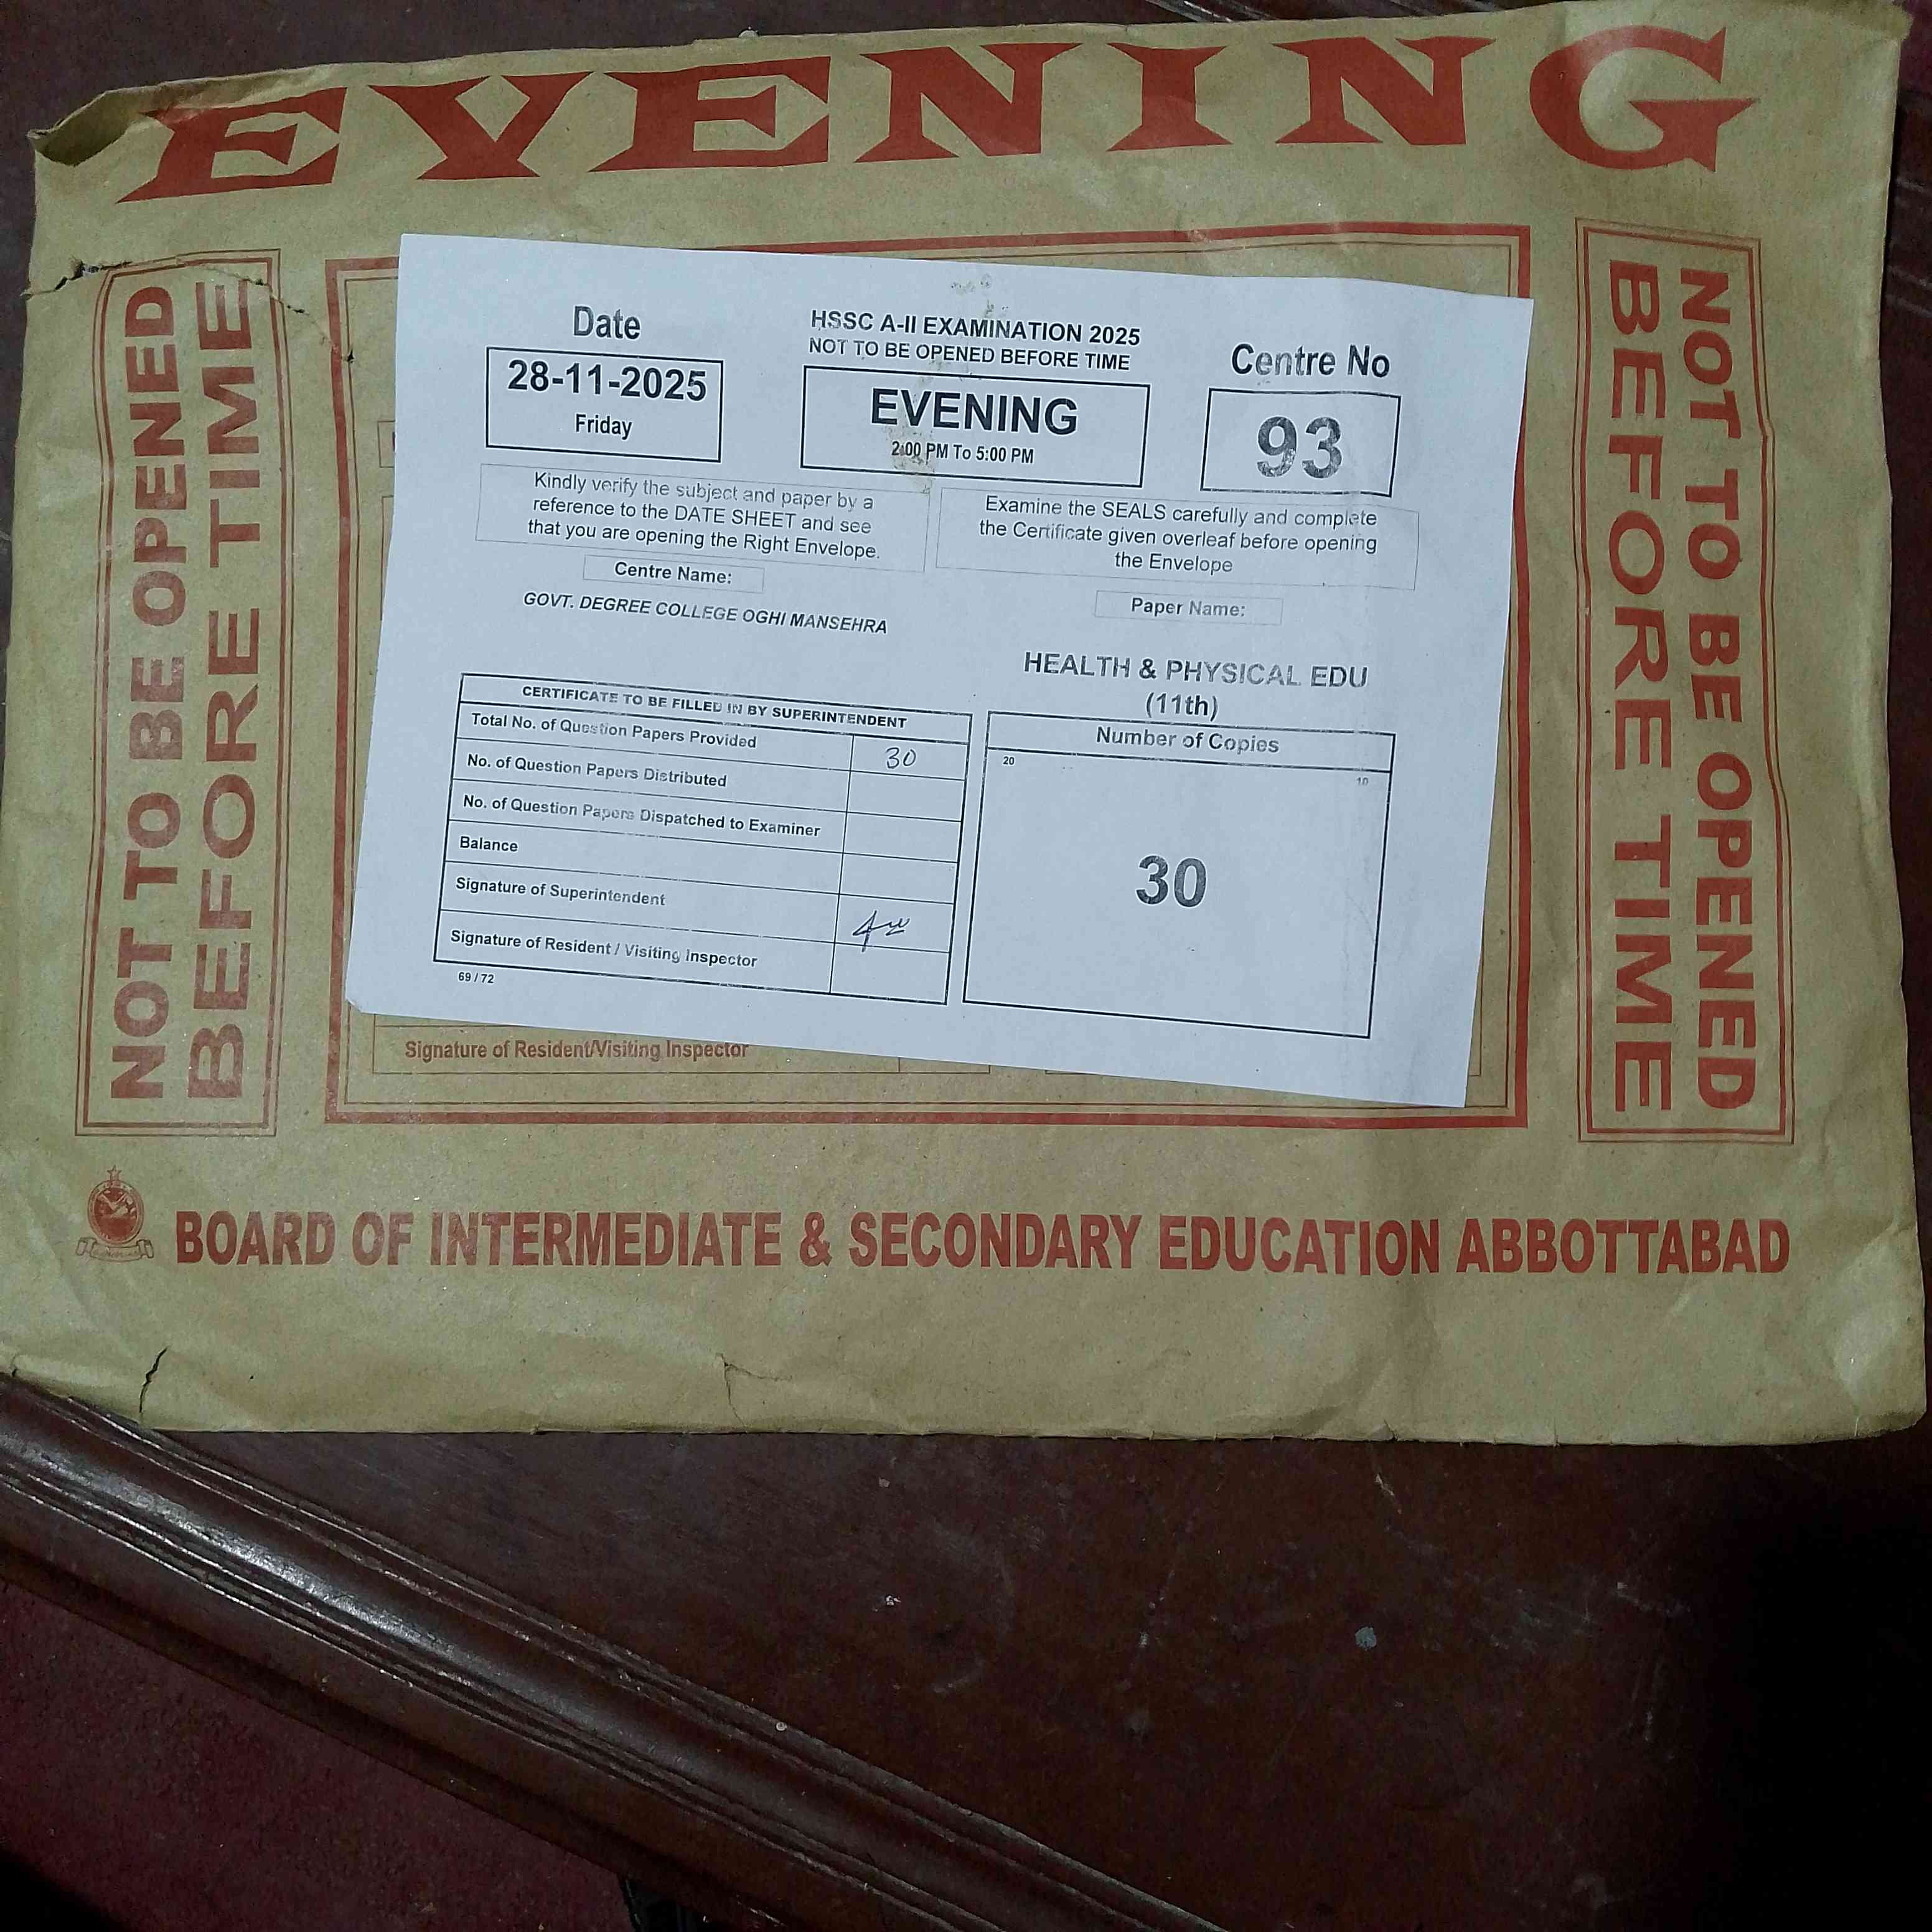 EVENING
NOT TO BE OPENED
BEFORE TIME
Date
28-11-2025
Friday
HSSC A-II EXAMINATION 2025
NOT TO BE OPENED BEFORE TIME
EVENING
2:00 PM To 5:00 PM
Centre No
93
Kindly verify the subject and paper by a
reference to the DATE SHEET and see
that you are opening the Right Envelope.
Examine the SEALS carefully and complete
the Certificate given overleaf before opening
the Envelope
Centre Name:
GOVT. DEGREE COLLEGE OGHI MANSEHRA
Paper Name:
HEALTH & PHYSICAL EDU
(11th)
CERTIFICATE TO BE FILLED IN BY SUPERINTENDENT
Total No. of Question Papers Provided 30
No. of Question Papers Distributed
No. of Question Papers Dispatched to Examiner
Balance
Signature of Superintendent
Signature of Resident / Visiting Inspector
69 / 72
Number of Copies
20 10
30
Signature of Resident/Visiting Inspector
NOT TO BE OPENED
BEFORE TIME
BOARD OF INTERMEDIATE & SECONDARY EDUCATION ABBOTTABAD